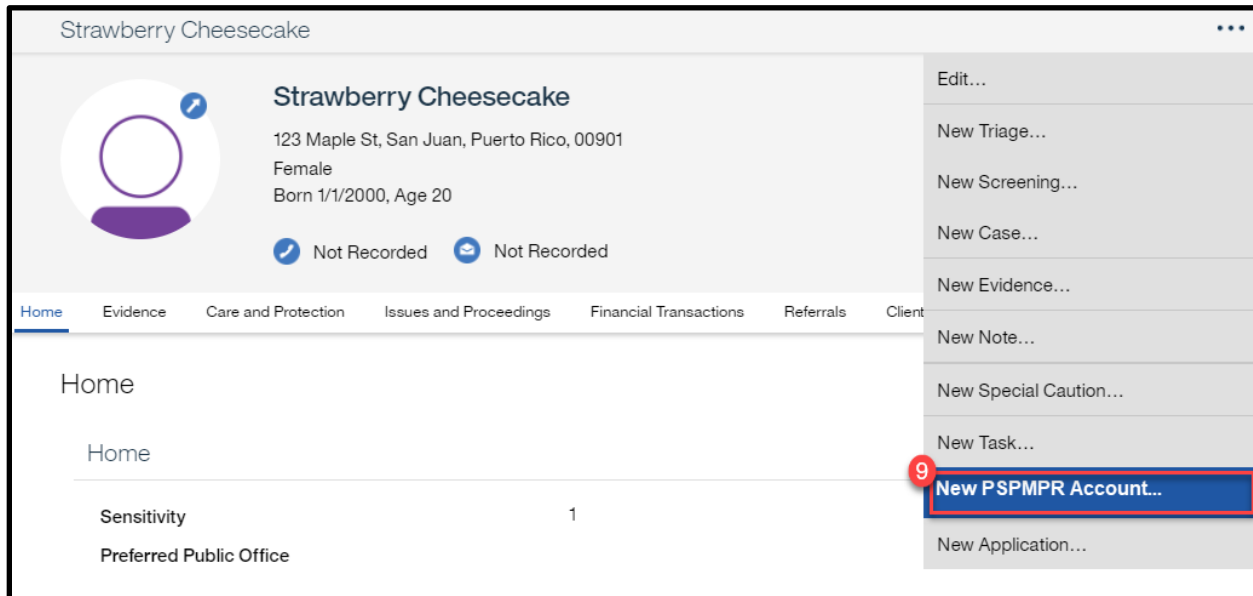 Strawberry Cheesecake
Strawberry Cheesecake
123 Maple St, San Juan, Puerto Rico, 00901
Female
Born 1/1/2000, Age 20
Not Recorded Not Recorded
Home Evidence Care and Protection Issues and Proceedings Financial Transactions Referrals Client
Home
Home
Sensitivity 1
Preferred Public Office
Edit...
New Triage...
New Screening...
New Case...
New Evidence...
New Note...
New Special Caution...
New Task...
9
New PSPMPR Account...
New Application...